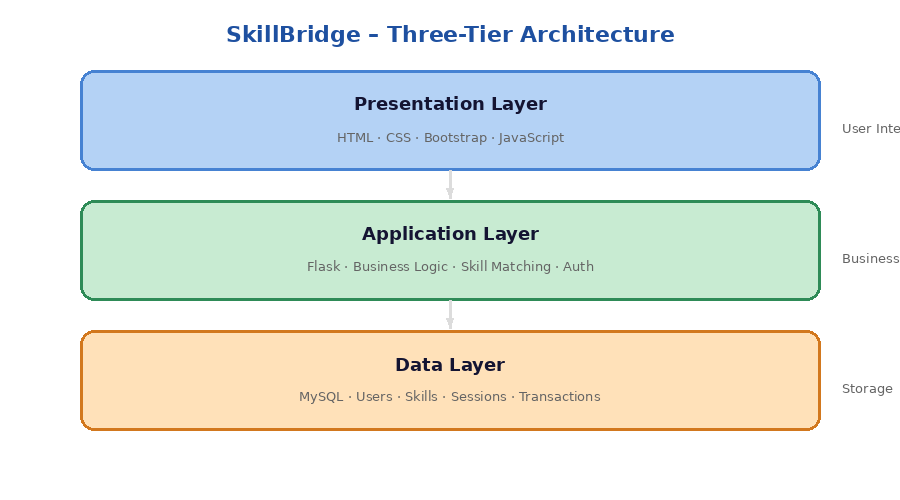 SkillBridge – Three-Tier Architecture
Presentation Layer
HTML · CSS · Bootstrap · JavaScript
User Inte
Application Layer
Flask · Business Logic · Skill Matching · Auth
Business
Data Layer
MySQL · Users · Skills · Sessions · Transactions
Storage